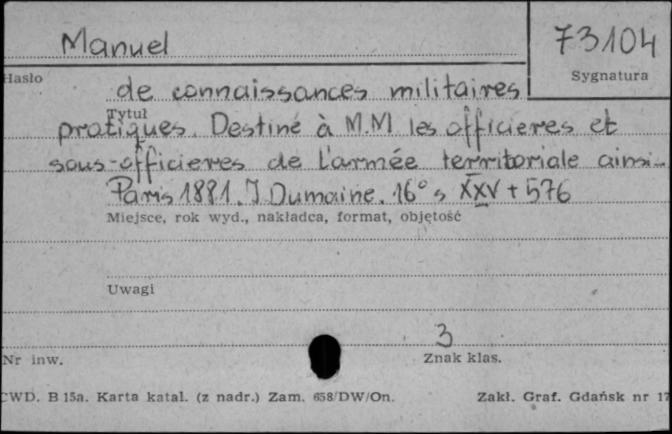 Manuel
73104
Hasło
Sygnatura
de connaissances militaires
Tytuł
pratiques. Destiné à M.M les officieres et
sous-officieres de l'armée territoriale ainsi-
Paris 1881. J Dumaine. 16° s XXV + 576
Miejsce, rok wyd., nakładca, format, objętość
Uwagi
3
Nr inw.
Znak klas.
CWD. B 15a. Karta katal. (z nadr.) Zam. 658/DW/On.
Zakł. Graf. Gdańsk nr 17